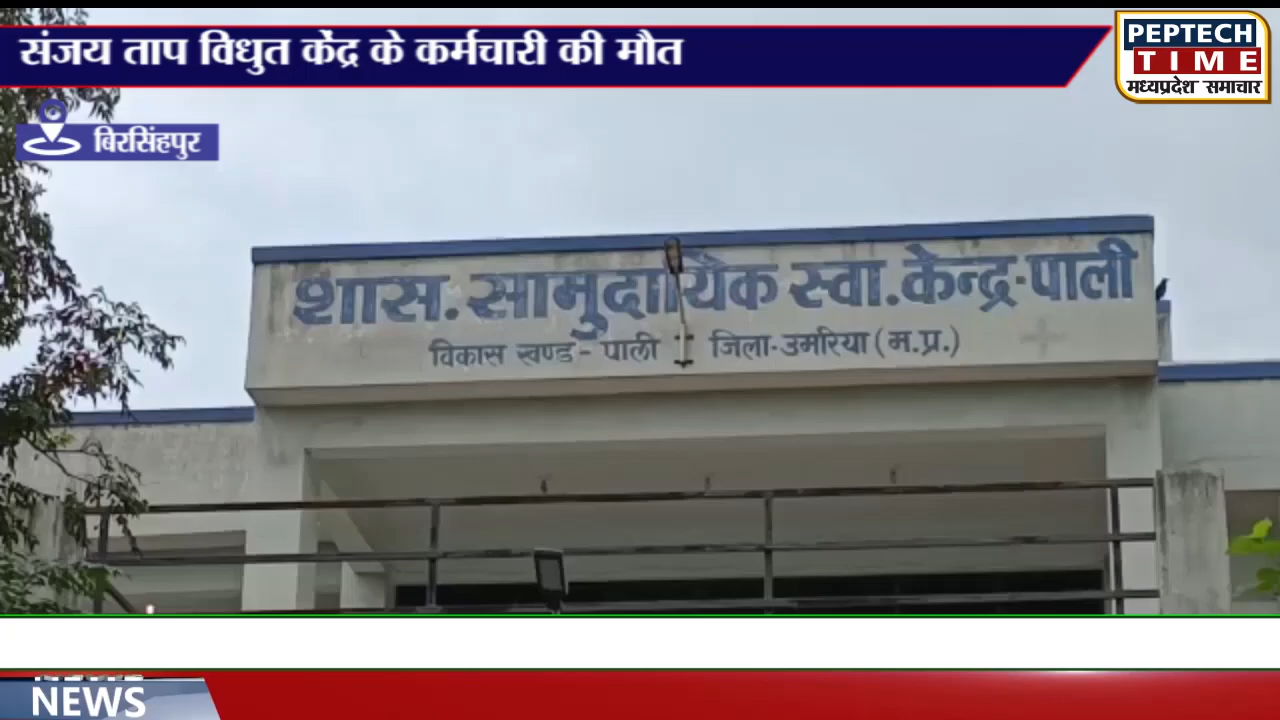 संजय ताप विधुत केंद्र के कर्मचारी की मौत
PEPTECH
TIME
मध्यप्रदेश समाचार
बिरसिंहपुर
शास. सामुदायिक स्वा. केन्द्र-पाली
विकास खण्ड - पाली जिला-उमरिया (म.प्र.)
NEWS